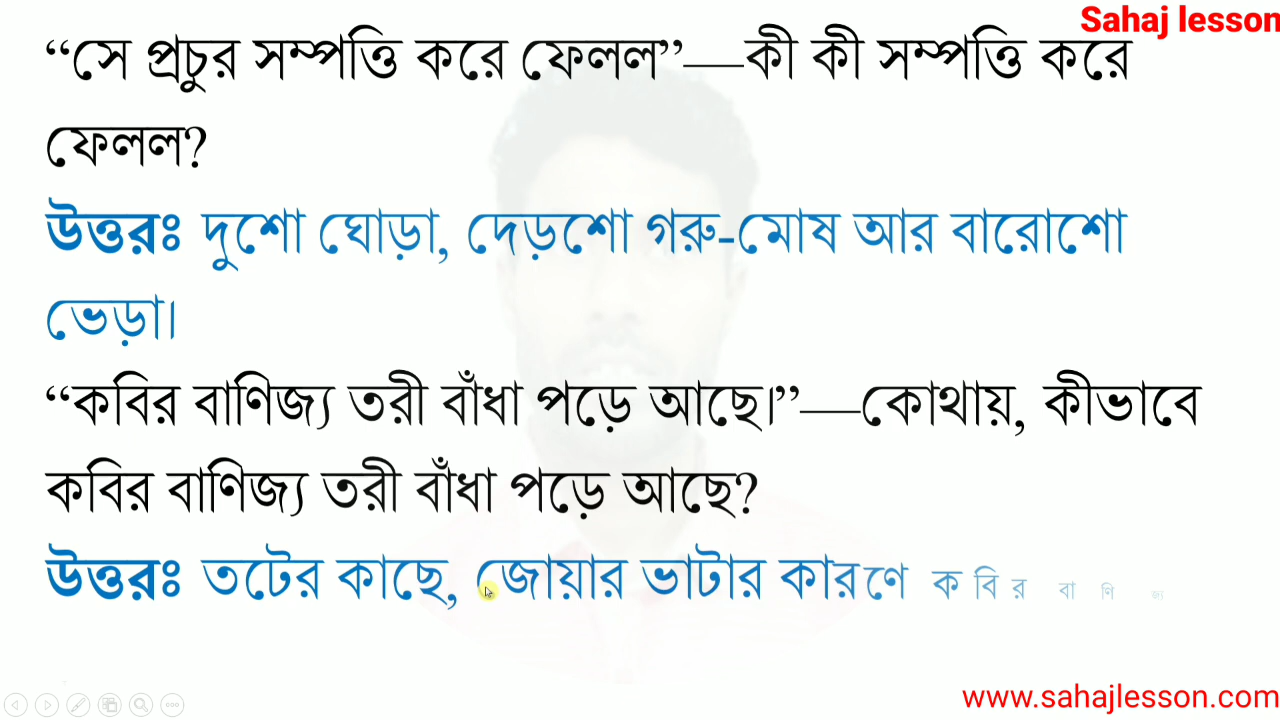 Sahaj lesson
“সে প্রচুর সম্পত্তি করে ফেলল”—কী কী সম্পত্তি করে
ফেলল?
উত্তরঃ দুশো ঘোড়া, দেড়শো গরু-মোষ আর বারোশো
ভেড়া।
“কবির বাণিজ্য তরী বাঁধা পড়ে আছে।”—কোথায়, কীভাবে
কবির বাণিজ্য তরী বাঁধা পড়ে আছে?
উত্তরঃ তটের কাছে, জোয়ার ভাটার কারণে কবির বাণিজ্য
www.sahajlesson.com